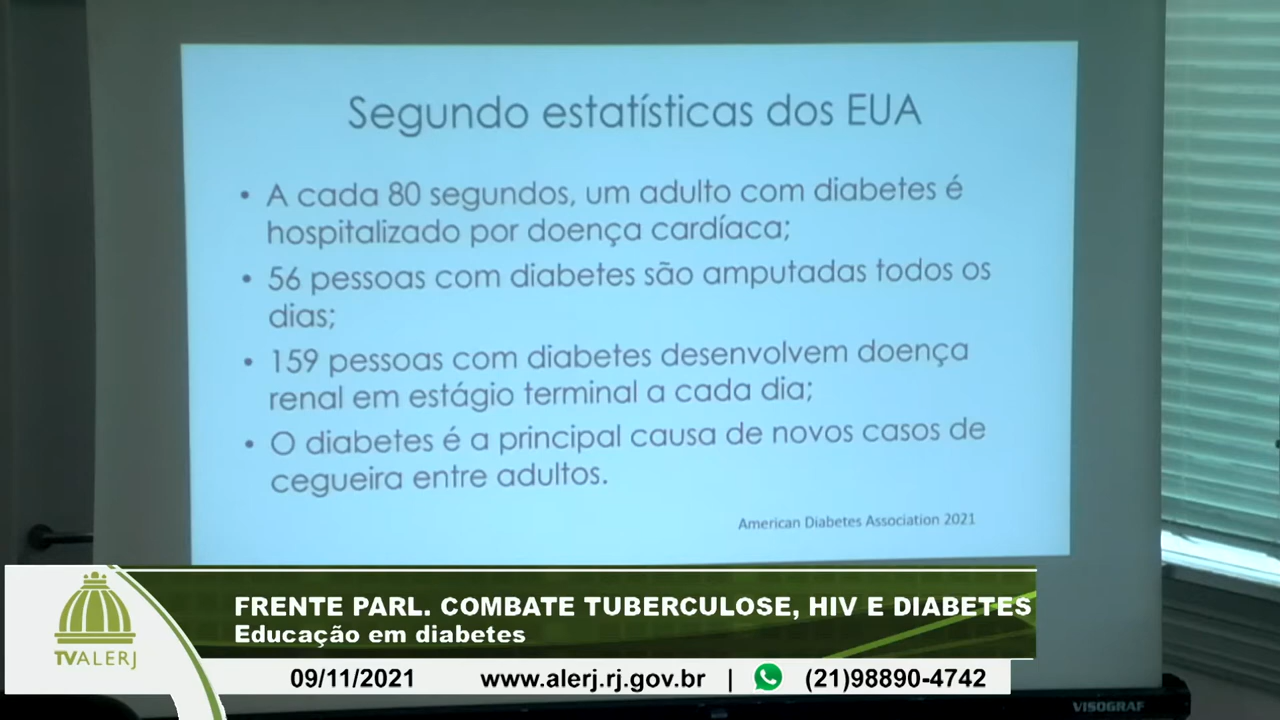 Segundo estatísticas dos EUA
• A cada 80 segundos, um adulto com diabetes é
hospitalizado por doença cardíaca;
• 56 pessoas com diabetes são amputadas todos os
dias;
• 159 pessoas com diabetes desenvolvem doença
renal em estágio terminal a cada dia;
• O diabetes é a principal causa de novos casos de
cegueira entre adultos.
American Diabetes Association 2021
FRENTE PARL. COMBATE TUBERCULOSE, HIV E DIABETES
Educação em diabetes
TVALERJ
09/11/2021 www.alerj.rj.gov.br | (21)98890-4742
VISOGRAF